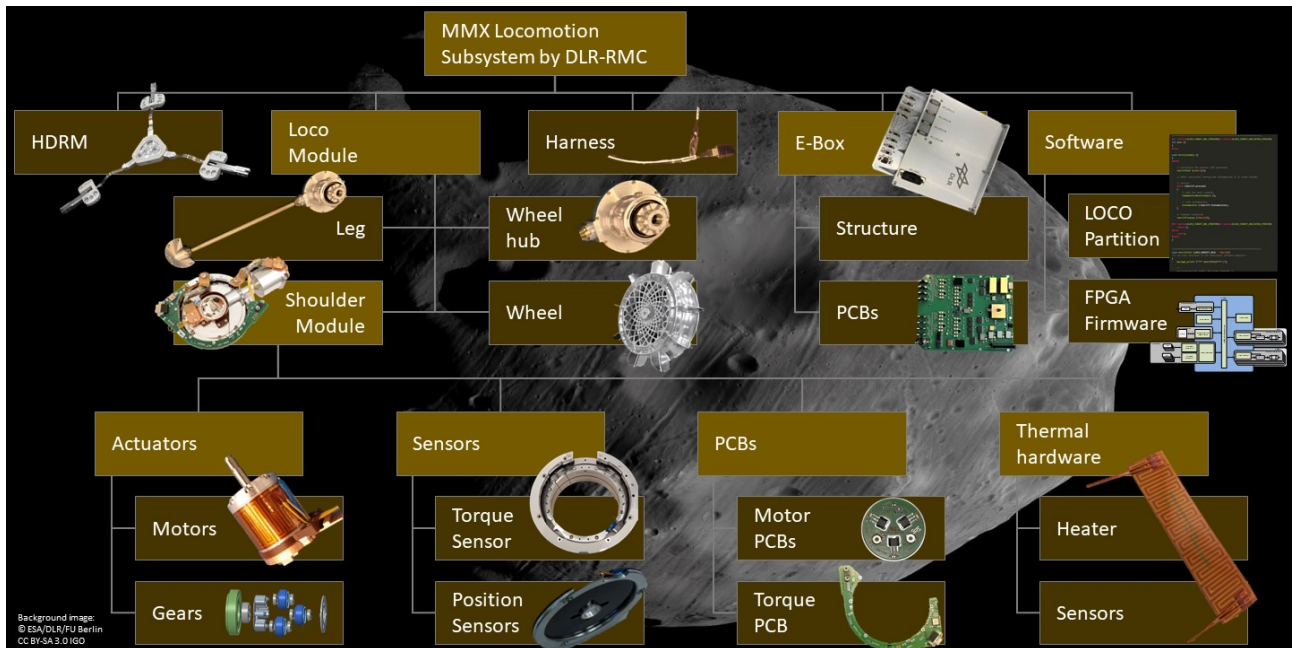 MMX Locomotion
Subsystem by DLR-RMC
HDRM
Loco
Module
Harness
E-Box
Software
Leg
Wheel
hub
Structure
LOCO
Partition
Shoulder
Module
Wheel
PCBs
FPGA
Firmware
DLR
Actuators
Sensors
PCBs
Thermal
hardware
Motors
Torque
Sensor
Motor
PCBs
Heater
Gears
Position
Sensors
Torque
PCB
Sensors
Background image:
© ESA/DLR/FU Berlin
CC BY-SA 3.0 IGO